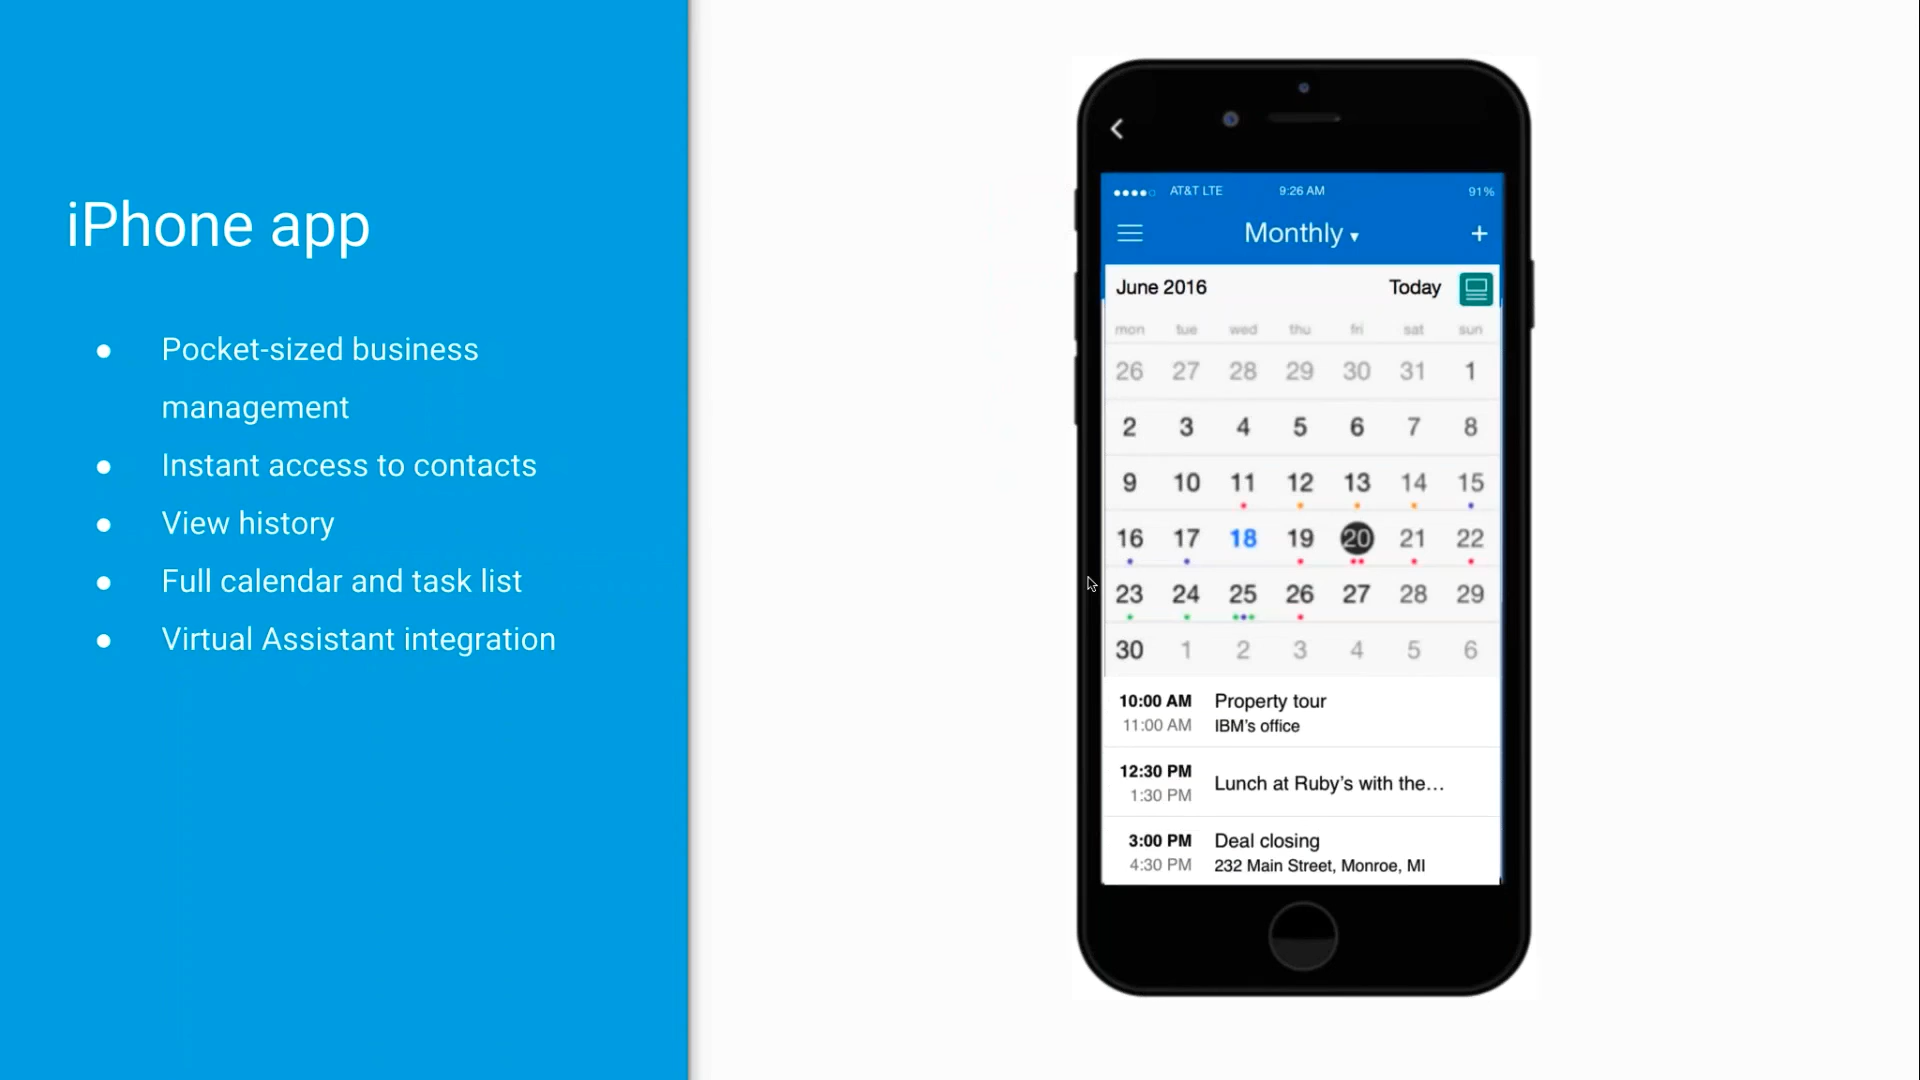 iPhone app
● Pocket-sized business
management
● Instant access to contacts
● View history
● Full calendar and task list
● Virtual Assistant integration
AT&T LTE 9:26 AM 91%
Monthly ▾ +
June 2016 Today
mon tue wed thu fri sat sun
26 27 28 29 30 31 1
2 3 4 5 6 7 8
9 10 11 12 13 14 15
16 17 18 19 20 21 22
23 24 25 26 27 28 29
30 1 2 3 4 5 6
10:00 AM Property tour
11:00 AM IBM's office
12:30 PM
Lunch at Ruby's with the…
1:30 PM
3:00 PM Deal closing
4:30 PM 232 Main Street, Monroe, MI